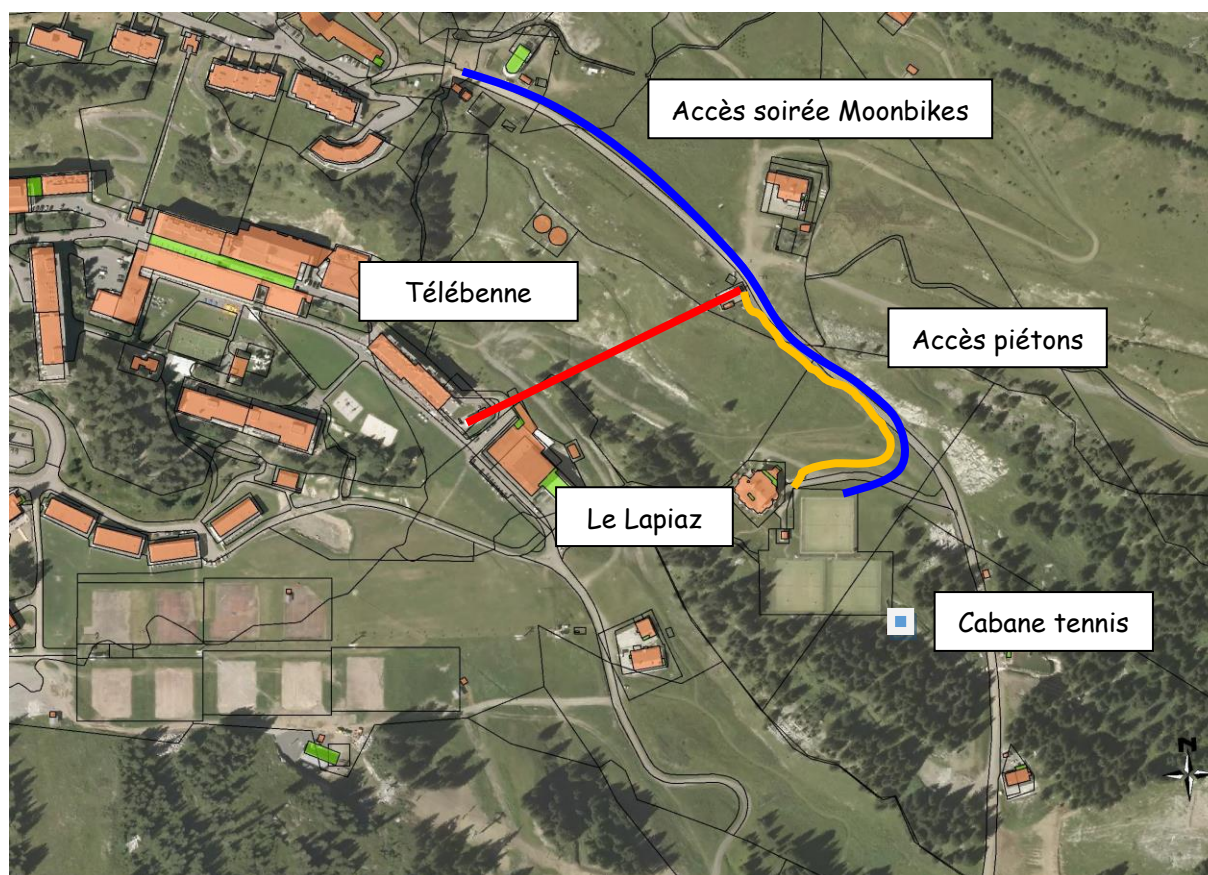 Accès soirée Moonbikes
Télébenne
Accès piétons
Le Lapiaz
Cabane tennis
N